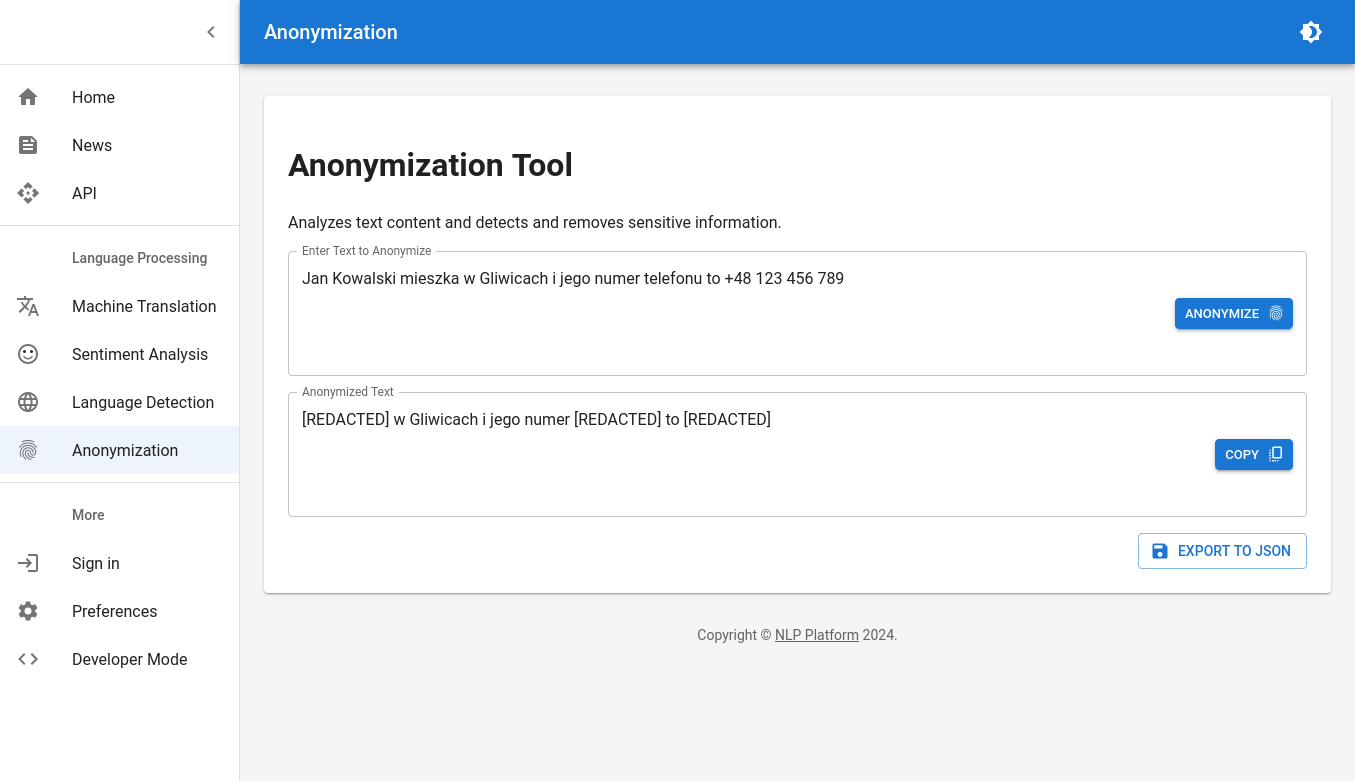 Anonymization
Home
News
API
Language Processing
Machine Translation
Sentiment Analysis
Language Detection
Anonymization
More
Sign in
Preferences
Developer Mode
Anonymization Tool
Analyzes text content and detects and removes sensitive information.
Enter Text to Anonymize
Jan Kowalski mieszka w Gliwicach i jego numer telefonu to +48 123 456 789
ANONYMIZE
Anonymized Text
[REDACTED] w Gliwicach i jego numer [REDACTED] to [REDACTED]
COPY
EXPORT TO JSON
Copyright © NLP Platform 2024.